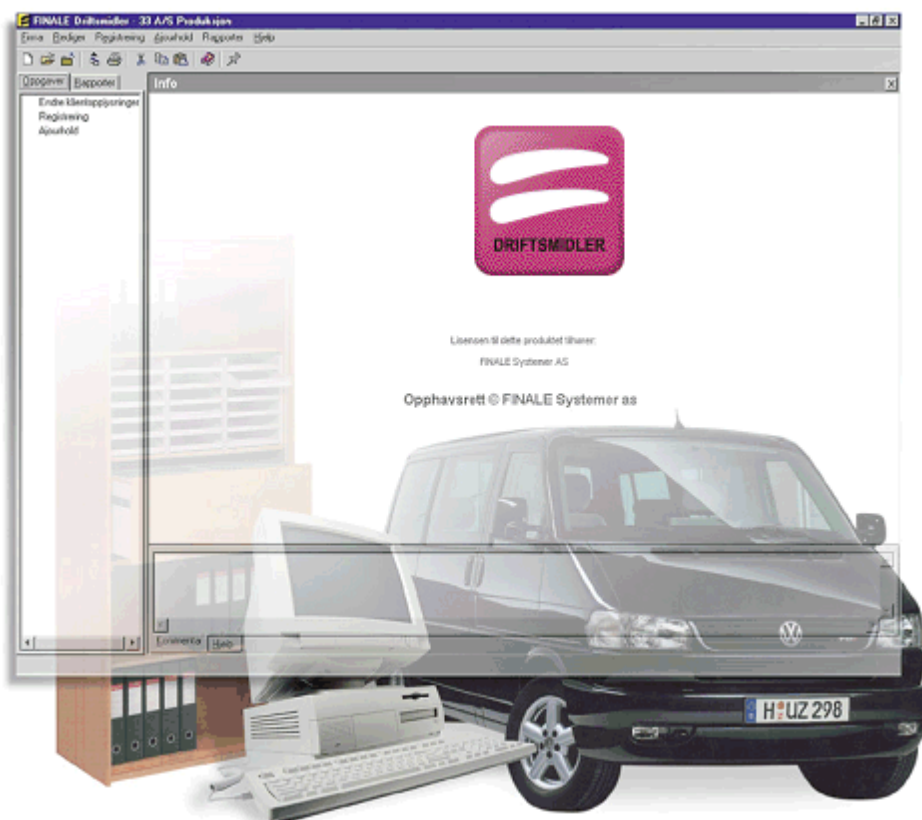 FINALE Driftsmidler - 33 A/S Produksjon
Firma Rediger Registrering Ajourhold Rapporter Hjelp
Oppgaver Rapporter
Info
Endre klientopplysninger
Registrering
Ajourhold
DRIFTSMIDLER
Lisensen til dette produktet tilhører:
FINALE Systemer AS
Opphavsrett © FINALE Systemer as
Kommentar Hjelp
H UZ 298